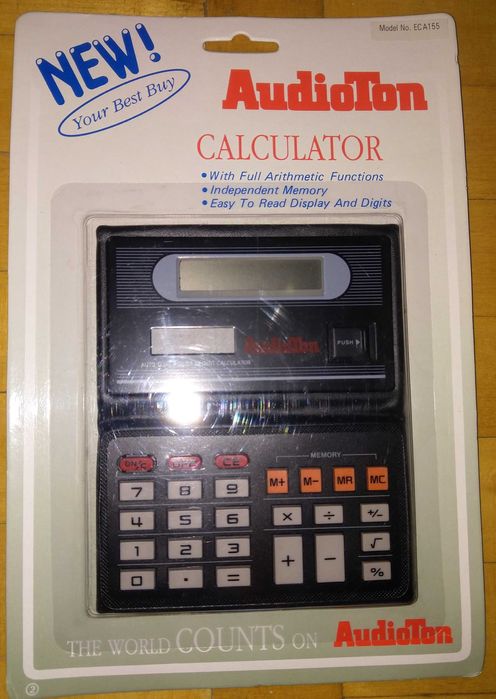 Model No. ECA155
NEW!
Your Best Buy
AudioTon
CALCULATOR
• With Full Arithmetic Functions
• Independent Memory
• Easy To Read Display And Digits
AudioTon
PUSH ▶
CALCULATOR
MEMORY
ON/C OFF CE M+ M- MR MC
7 8 9
4 5 6 × ÷ +/-
1 2 3 + - √
0 . = %
THE WORLD COUNTS ON AudioTon
2